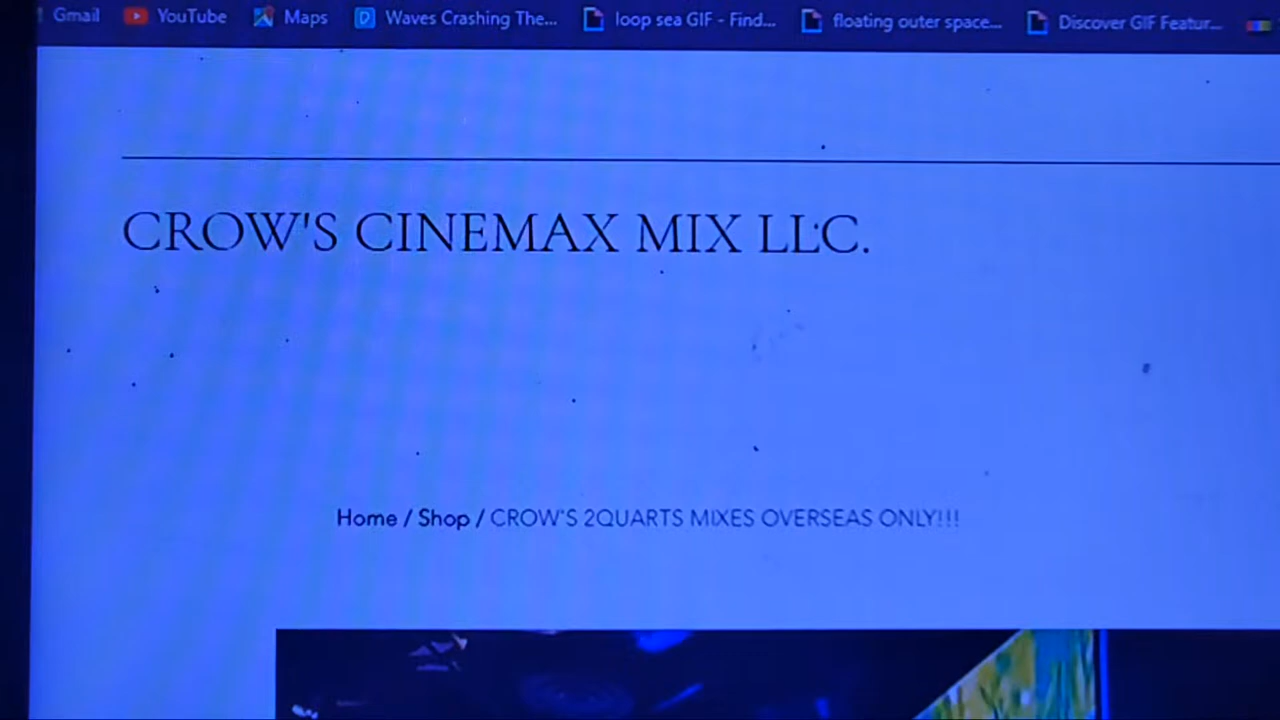 Gmail YouTube Maps Waves Crashing The... loop sea GIF - Find... floating outer space... Discover GIF Featur...
CROW'S CINEMAX MIX LLC.
Home / Shop / CROW'S 2QUARTS MIXES OVERSEAS ONLY!!!